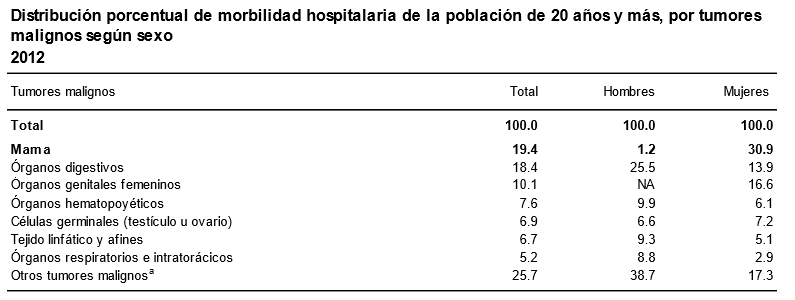 Distribución porcentual de morbilidad hospitalaria de la población de 20 años y más, por tumores
malignos según sexo
2012
Tumores malignos Total Hombres Mujeres
Total 100.0 100.0 100.0
Mama 19.4 1.2 30.9
Órganos digestivos 18.4 25.5 13.9
Órganos genitales femeninos 10.1 NA 16.6
Órganos hematopoyéticos 7.6 9.9 6.1
Células germinales (testículo u ovario) 6.9 6.6 7.2
Tejido linfático y afines 6.7 9.3 5.1
Órganos respiratorios e intratorácicos 5.2 8.8 2.9
Otros tumores malignosª 25.7 38.7 17.3